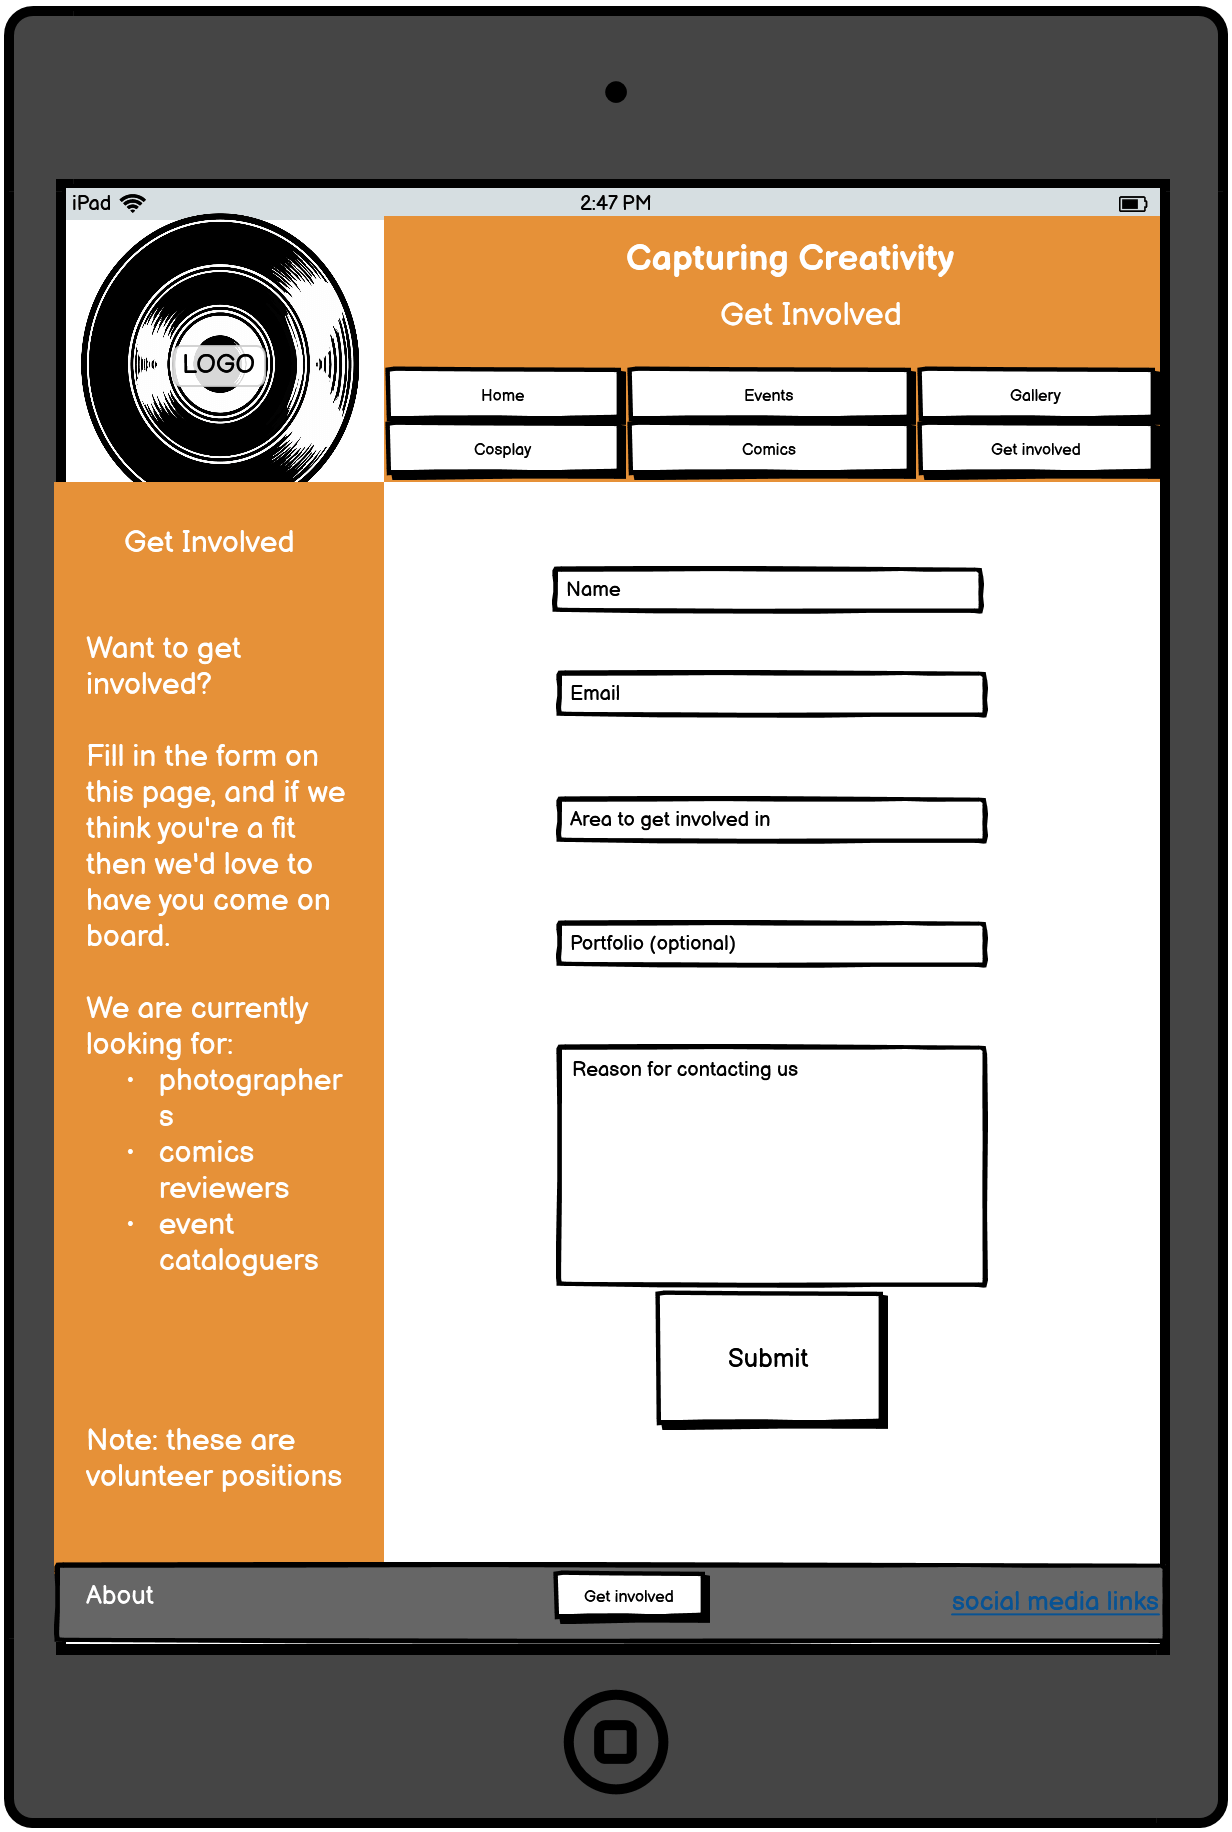 iPad
2:47 PM
LOGO
Capturing Creativity
Get Involved
Home
Events
Gallery
Cosplay
Comics
Get involved
Get Involved
Want to get
involved?
Fill in the form on
this page, and if we
think you're a fit
then we'd love to
have you come on
board.
We are currently
looking for:
• photographer
s
• comics
reviewers
• event
cataloguers
Note: these are
volunteer positions
Name
Email
Area to get involved in
Portfolio (optional)
Reason for contacting us
Submit
About
Get involved
social media links